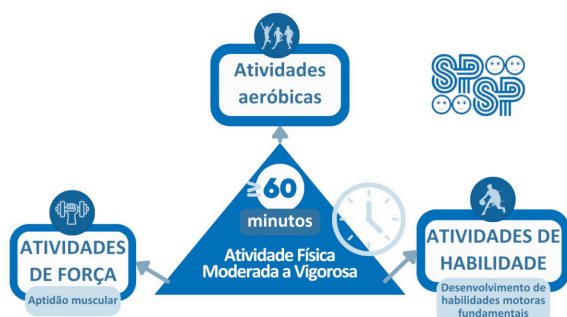 Atividades
aeróbicas
SP
SP
≥60
minutos
Atividade Física
Moderada a Vigorosa
ATIVIDADES
DE FORÇA
Aptidão muscular
ATIVIDADES DE
HABILIDADE
Desenvolvimento de
habilidades motoras
fundamentais